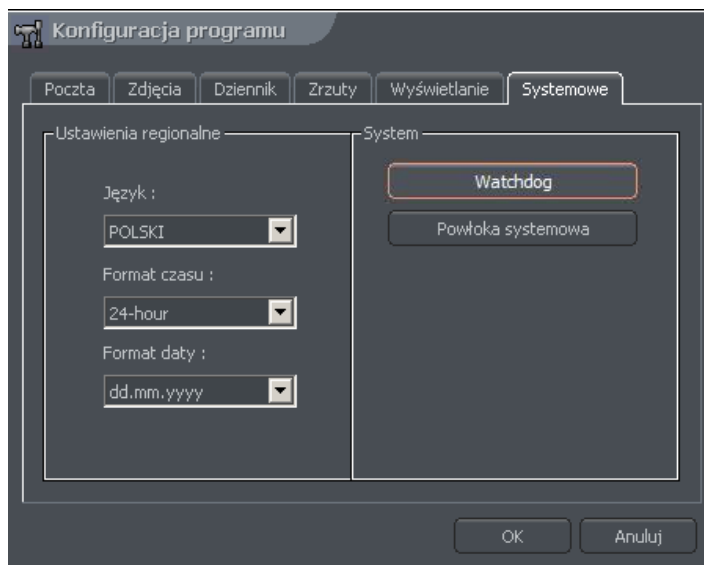 Konfiguracja programu
Poczta Zdjęcia Dziennik Zrzuty Wyświetlanie Systemowe
Ustawienia regionalne
Język :
POLSKI
Format czasu :
24-hour
Format daty :
dd.mm.yyyy
System
Watchdog
Powłoka systemowa
OK Anuluj